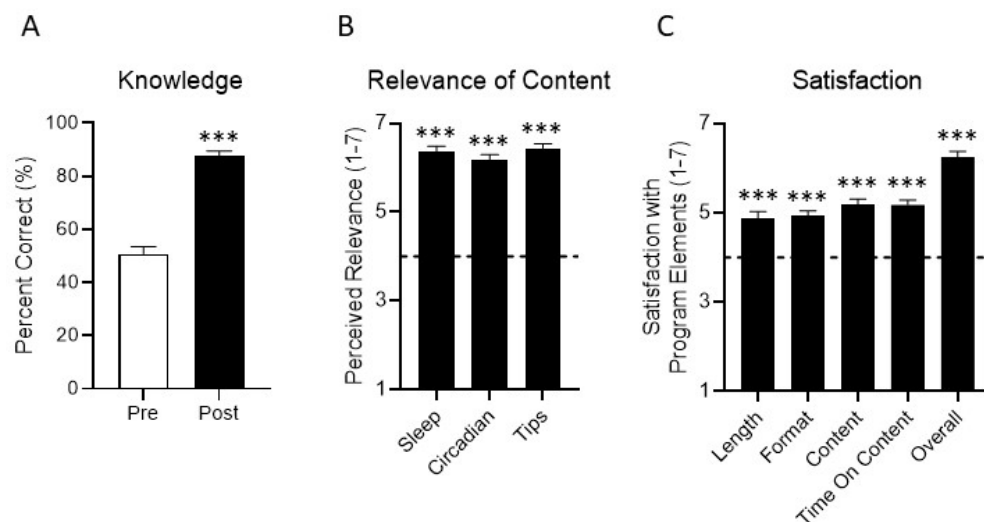 A
Knowledge
Percent Correct (%)
100
80
60
40
20
0
***
Pre
Post
B
Relevance of Content
Perceived Relevance (1-7)
7
5
3
1
***
***
***
Sleep
Circadian
Tips
C
Satisfaction
Satisfaction with
Program Elements (1-7)
7
5
3
1
***
***
***
***
***
Length
Format
Content
Time On Content
Overall